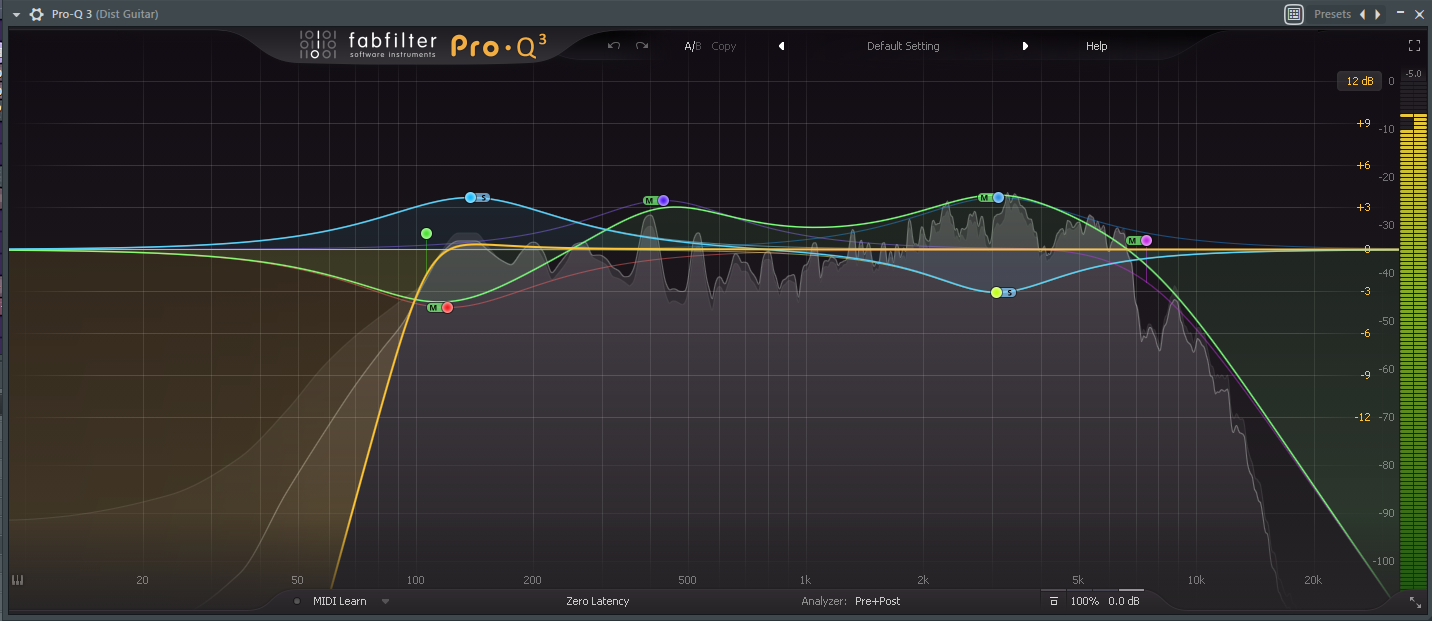 Pro-Q 3 (Dist Guitar) Presets
fabfilter
software instruments
Pro·Q3
A/B Copy Default Setting Help
12 dB 0 -5.0
+9 -10
+6 -20
+3 -30
0 -40
-3 -50
-6 -60
-9 -70
-12 -80
-90
-100
S
M
M
M
M
S
20 50 100 200 500 1k 2k 5k 10k 20k
MIDI Learn Zero Latency Analyzer: Pre+Post 100% 0.0 dB